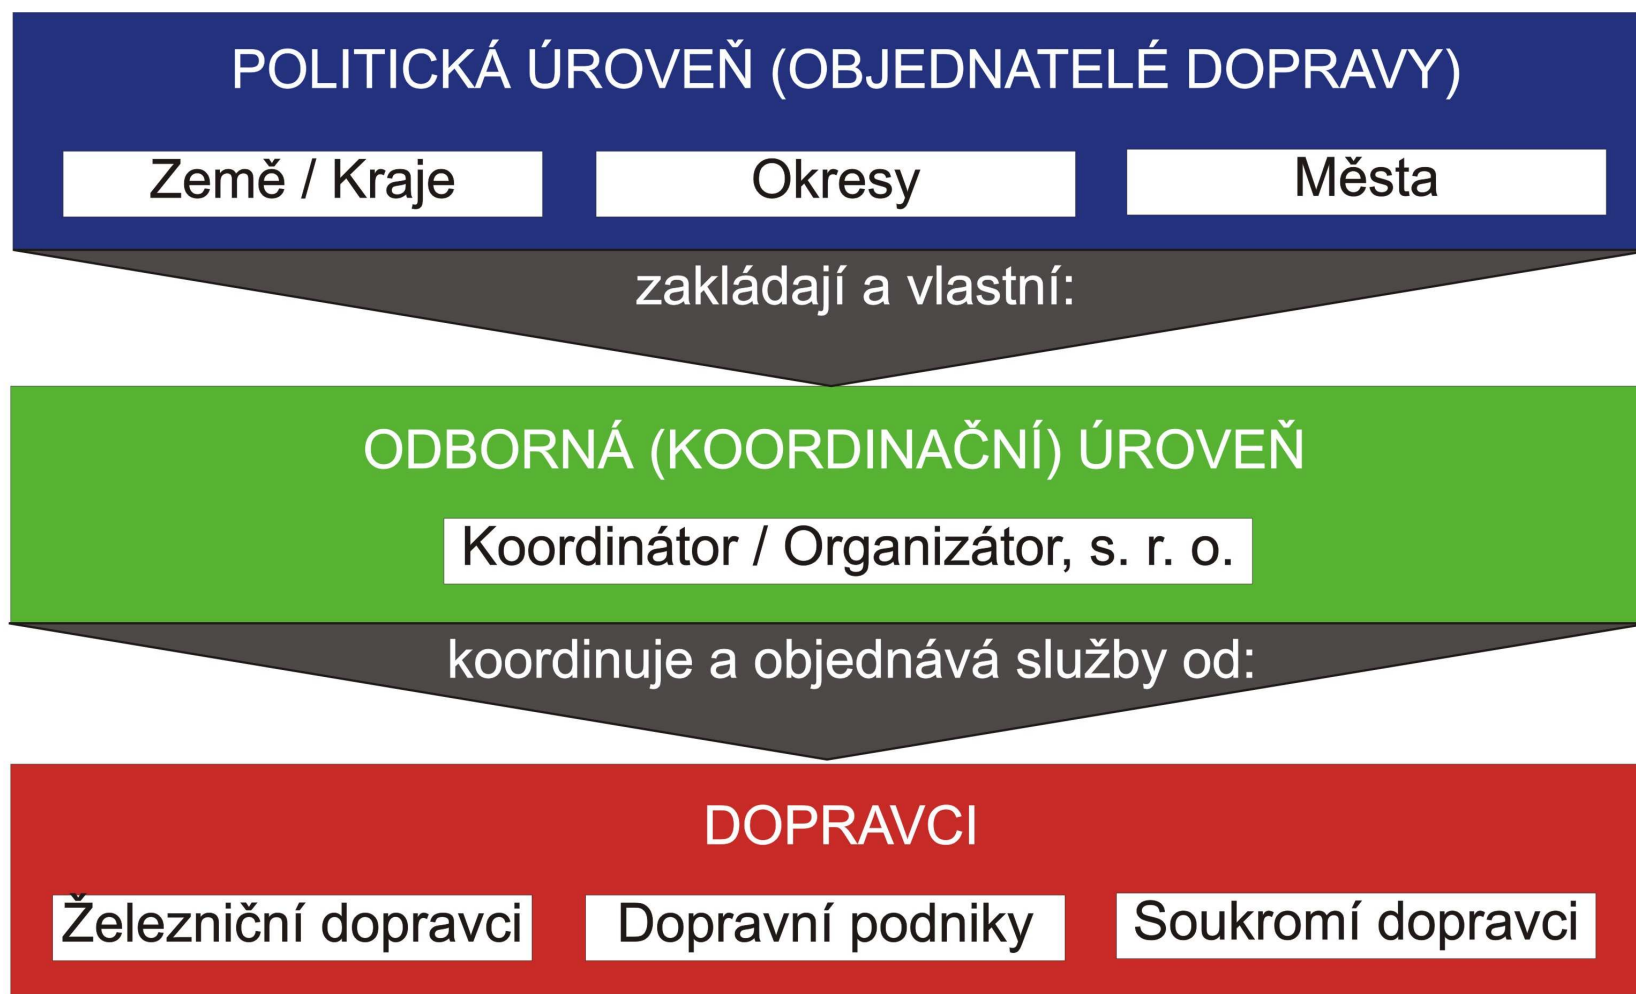 POLITICKÁ ÚROVEŇ (OBJEDNATELÉ DOPRAVY)
Země / Kraje
Okresy
Města
zakládají a vlastní:
ODBORNÁ (KOORDINAČNÍ) ÚROVEŇ
Koordinátor / Organizátor, s. r. o.
koordinuje a objednává služby od:
DOPRAVCI
Železniční dopravci
Dopravní podniky
Soukromí dopravci